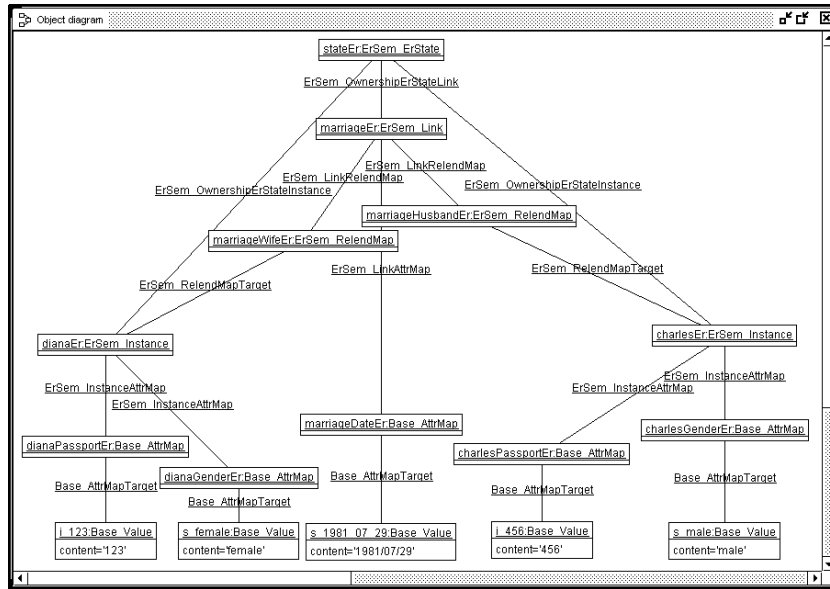 Object diagram
stateEr:ErSem_ErState
ErSem_OwnershipErStateLink
marriageEr:ErSem_Link
ErSem_LinkRelendMap
ErSem_LinkRelendMap
ErSem_OwnershipErStateInstance
ErSem_OwnershipErStateInstance
marriageHusbandEr:ErSem_RelendMap
marriageWifeEr:ErSem_RelendMap
ErSem_LinkAttrMap
ErSem_RelendMapTarget
ErSem_RelendMapTarget
dianaEr:ErSem_Instance
charlesEr:ErSem_Instance
ErSem_InstanceAttrMap
ErSem_InstanceAttrMap
ErSem_InstanceAttrMap
ErSem_InstanceAttrMap
marriageDateEr:Base_AttrMap
charlesGenderEr:Base_AttrMap
dianaPassportEr:Base_AttrMap
charlesPassportEr:Base_AttrMap
dianaGenderEr:Base_AttrMap
Base_AttrMapTarget
Base_AttrMapTarget
Base_AttrMapTarget
Base_AttrMapTarget
Base_AttrMapTarget
i_123:Base_Value
content='123'
s_female:Base_Value
content='female'
s_1981_07_29:Base_Value
content='1981/07/29'
i_456:Base_Value
content='456'
s_male:Base_Value
content='male'